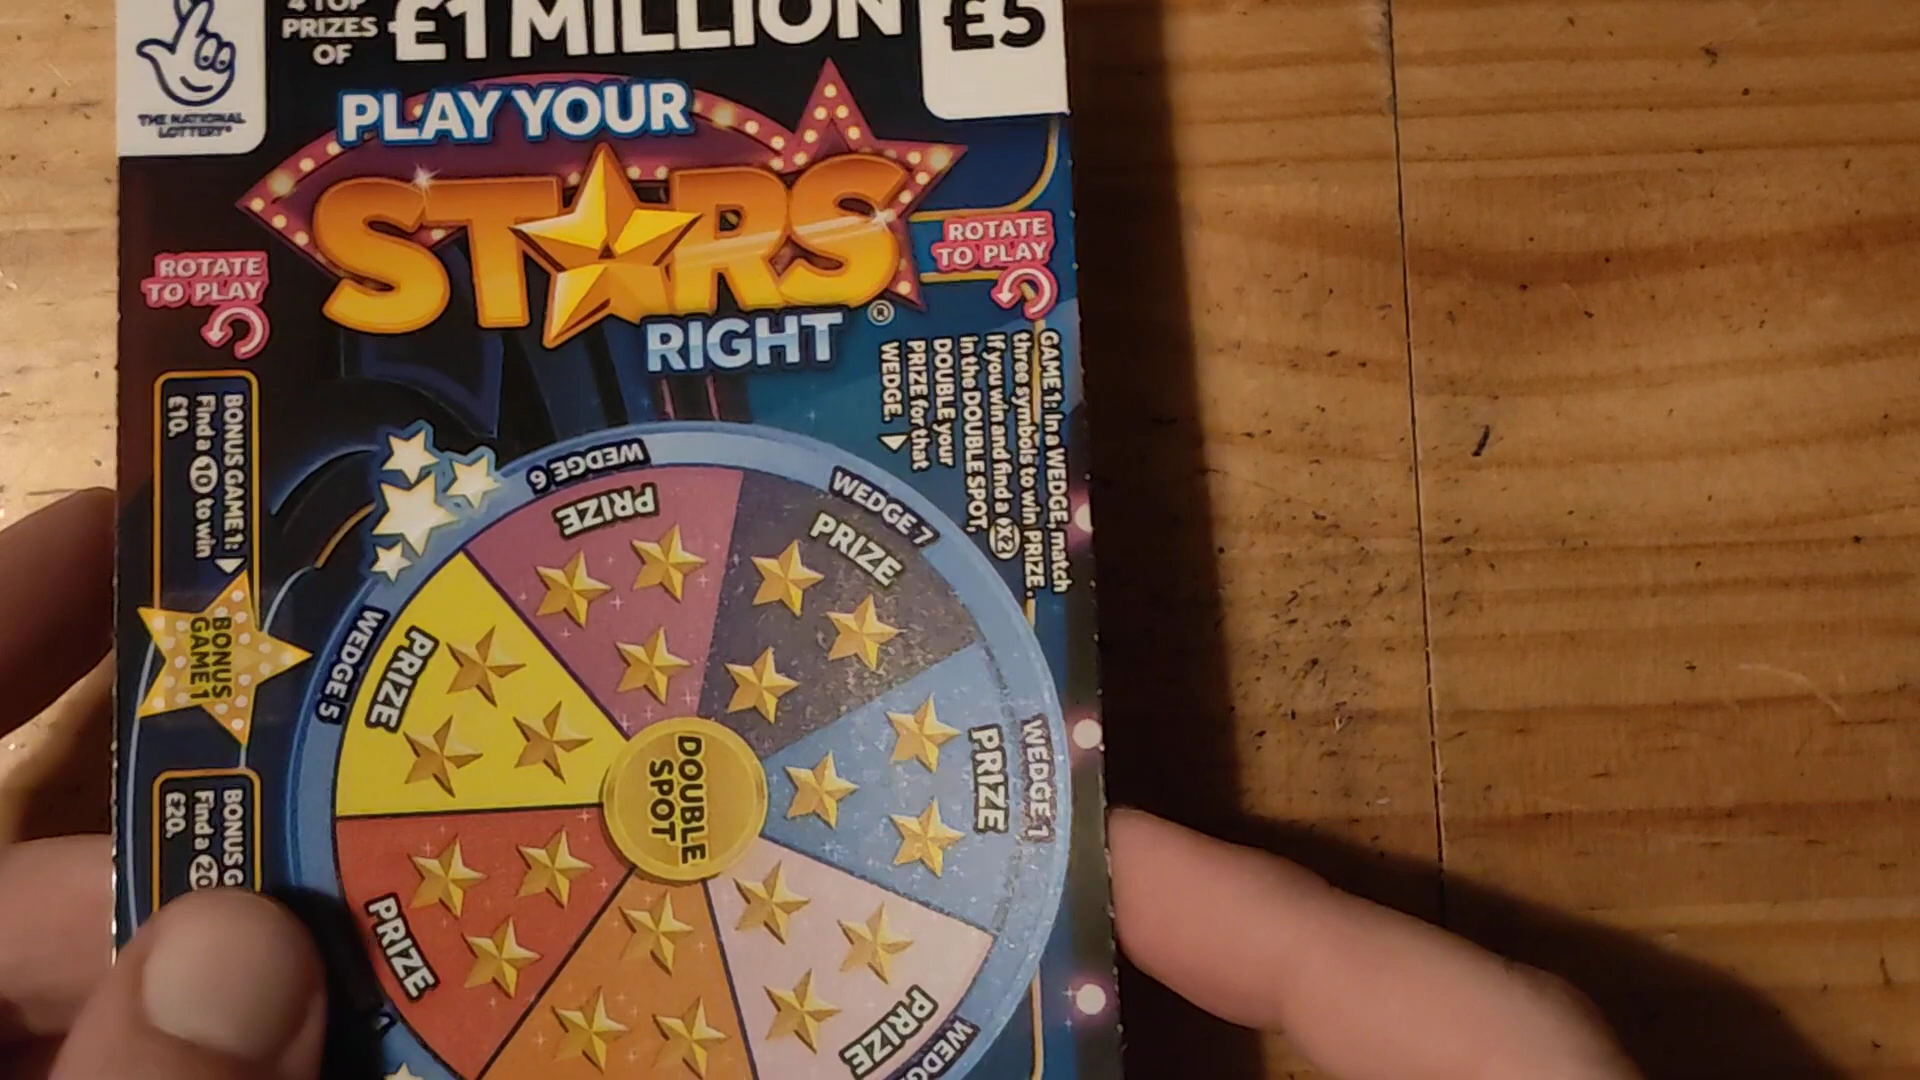 4 TOP
PRIZES
OF
£1 MILLION
£5
THE NATIONAL
LOTTERY®
PLAY YOUR
STARS
RIGHT
®
ROTATE
TO PLAY
ROTATE
TO PLAY
GAME 1: In a WEDGE, match
three symbols to win PRIZE.
If you win and find a X2
in the DOUBLE SPOT,
DOUBLE your
PRIZE for that
WEDGE.
BONUS GAME 1:
Find a 10 to win
£10.
BONUS
GAME 1
BONUS G
Find a 20
£20.
WEDGE 6
PRIZE
WEDGE 7
PRIZE
WEDGE 5
PRIZE
WEDGE 1
PRIZE
DOUBLE
SPOT
PRIZE
PRIZE
WEDGE